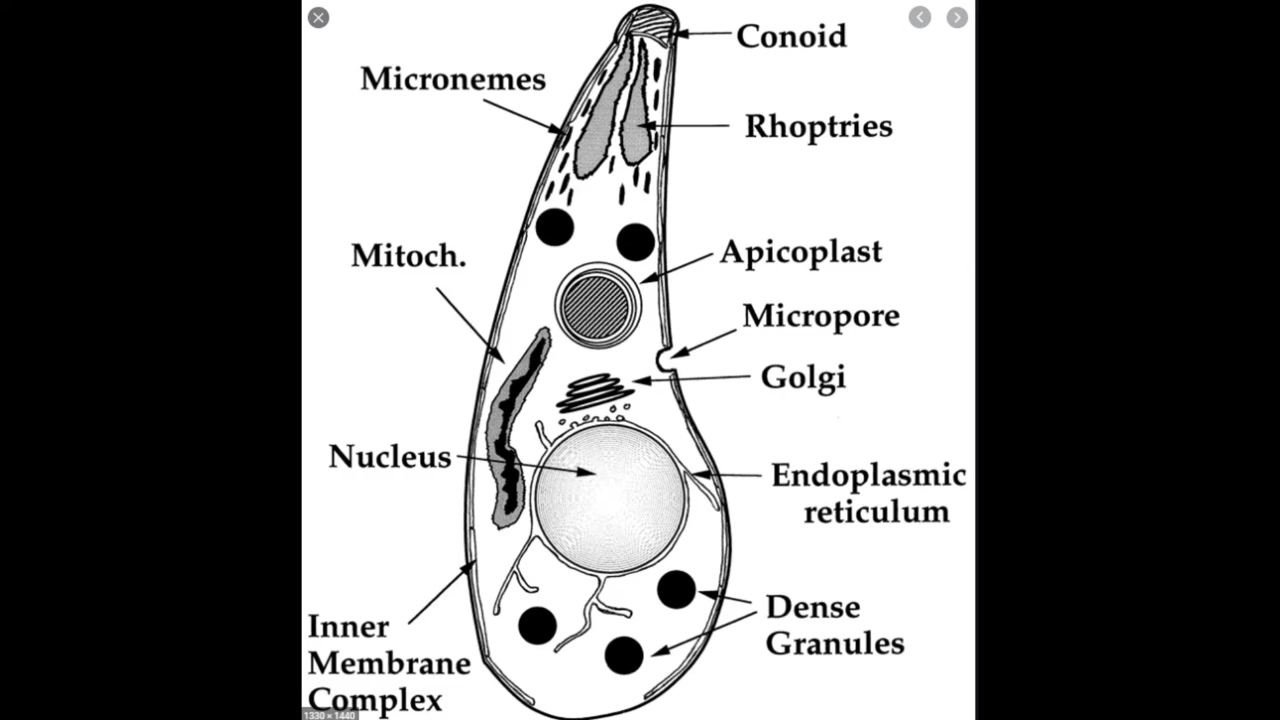 Conoid
Micronemes
Rhoptries
Apicoplast
Mitoch.
Micropore
Golgi
Nucleus
Endoplasmic
reticulum
Dense
Granules
Inner
Membrane
Complex
1330 × 1440